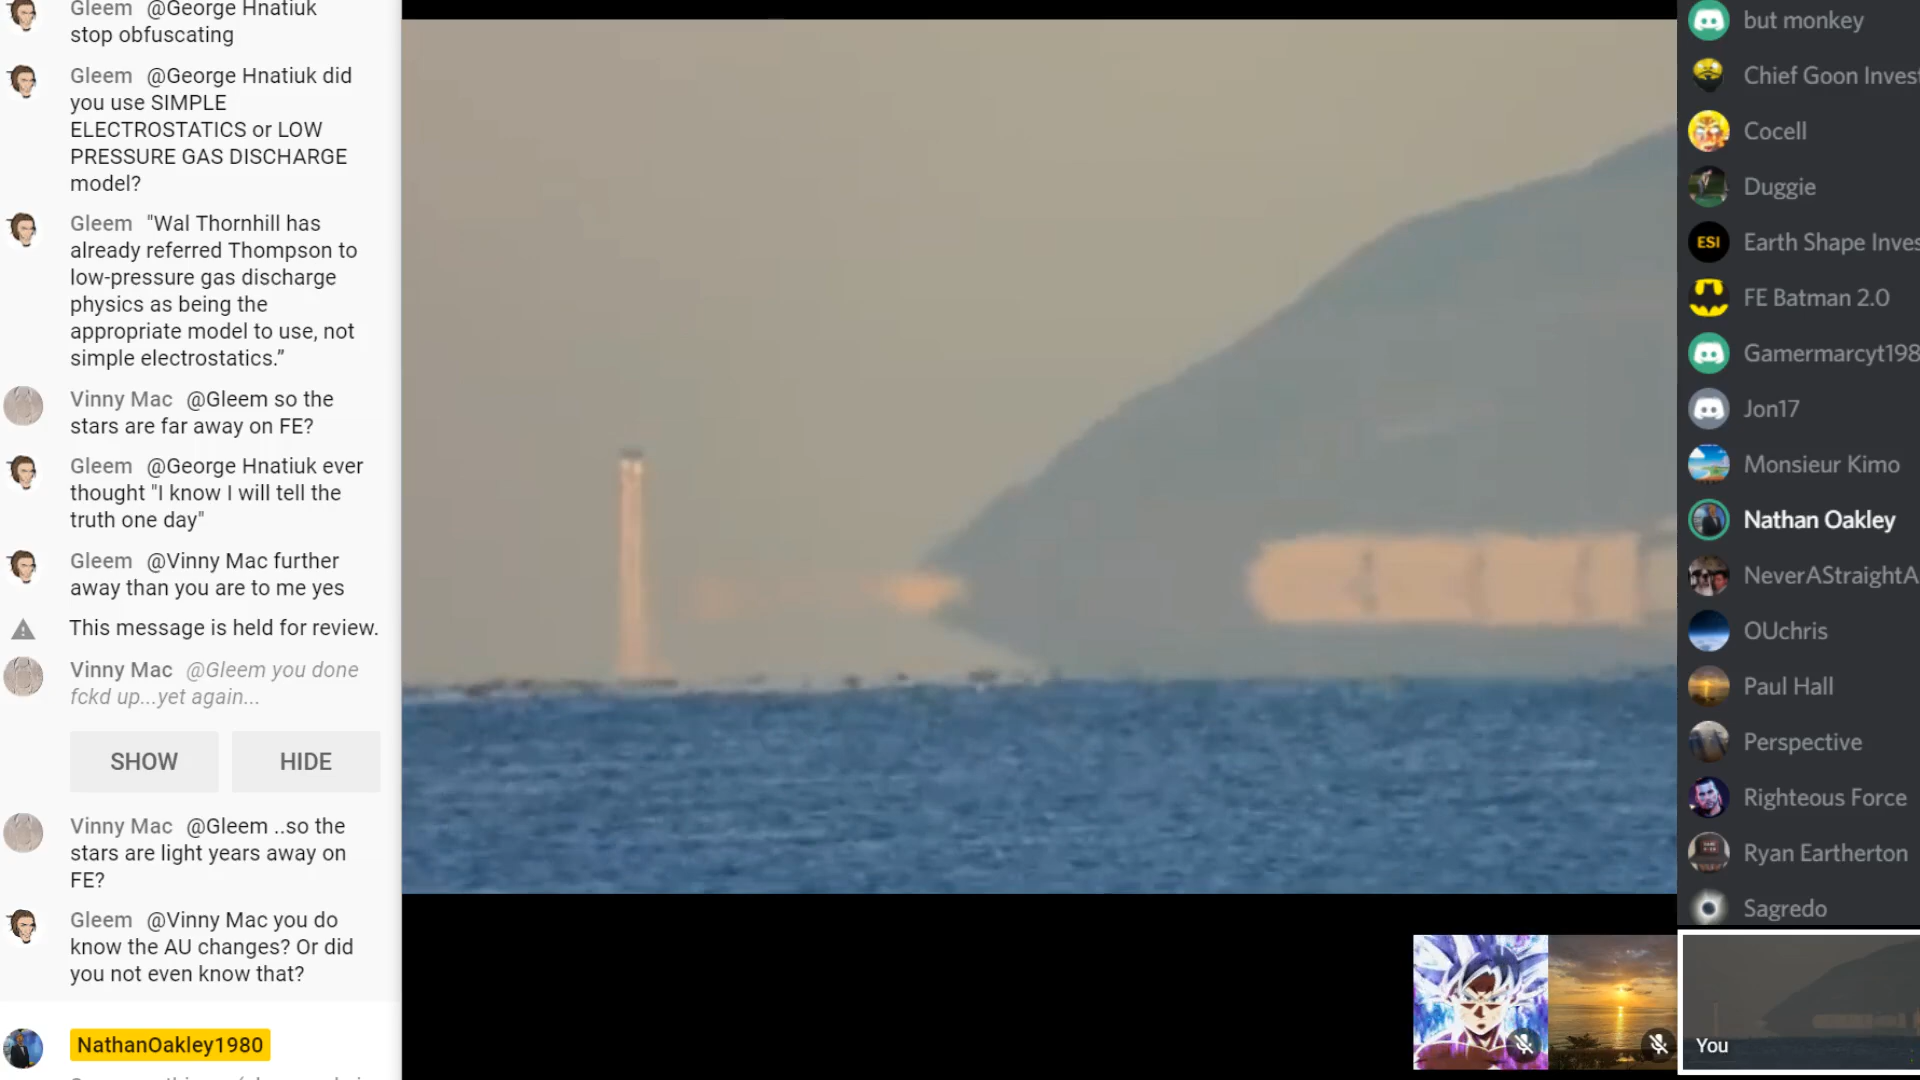 Gleem @George Hnatiuk
stop obfuscating
Gleem @George Hnatiuk did
you use SIMPLE
ELECTROSTATICS or LOW
PRESSURE GAS DISCHARGE
model?
Gleem "Wal Thornhill has
already referred Thompson to
low-pressure gas discharge
physics as being the
appropriate model to use, not
simple electrostatics.”
Vinny Mac @Gleem so the
stars are far away on FE?
Gleem @George Hnatiuk ever
thought "I know I will tell the
truth one day"
Gleem @Vinny Mac further
away than you are to me yes
This message is held for review.
Vinny Mac @Gleem you done
fckd up...yet again...
SHOW HIDE
Vinny Mac @Gleem ..so the
stars are light years away on
FE?
Gleem @Vinny Mac you do
know the AU changes? Or did
you not even know that?
NathanOakley1980
but monkey
Chief Goon Invest
Cocell
Duggie
ESI
Earth Shape Inves
FE Batman 2.0
Gamermarcyt198
Jon17
Monsieur Kimo
Nathan Oakley
NeverAStraightA
OUchris
Paul Hall
Perspective
Righteous Force
Ryan Eartherton
Sagredo
You